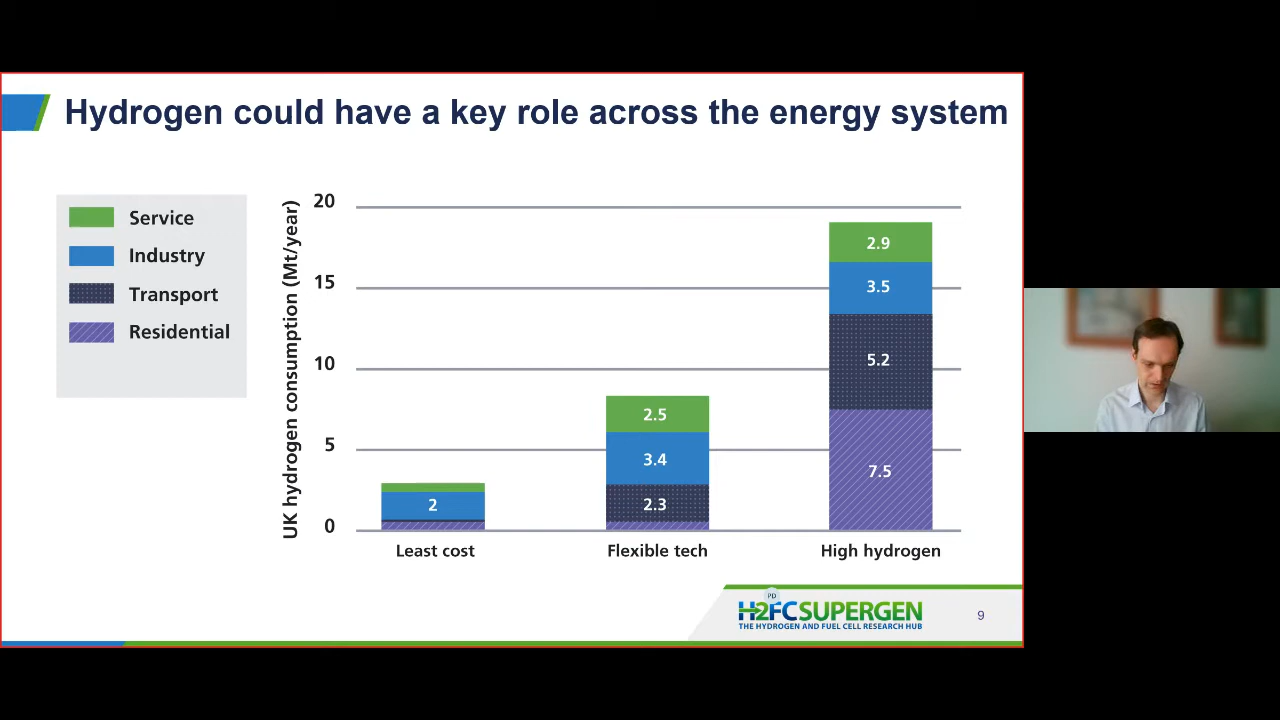 Hydrogen could have a key role across the energy system
Service
Industry
Transport
Residential
UK hydrogen consumption (Mt/year)
20
15
10
5
0
2
2.5
3.4
2.3
2.9
3.5
5.2
7.5
Least cost
Flexible tech
High hydrogen
PD
H2FC SUPERGEN
THE HYDROGEN AND FUEL CELL RESEARCH HUB
9